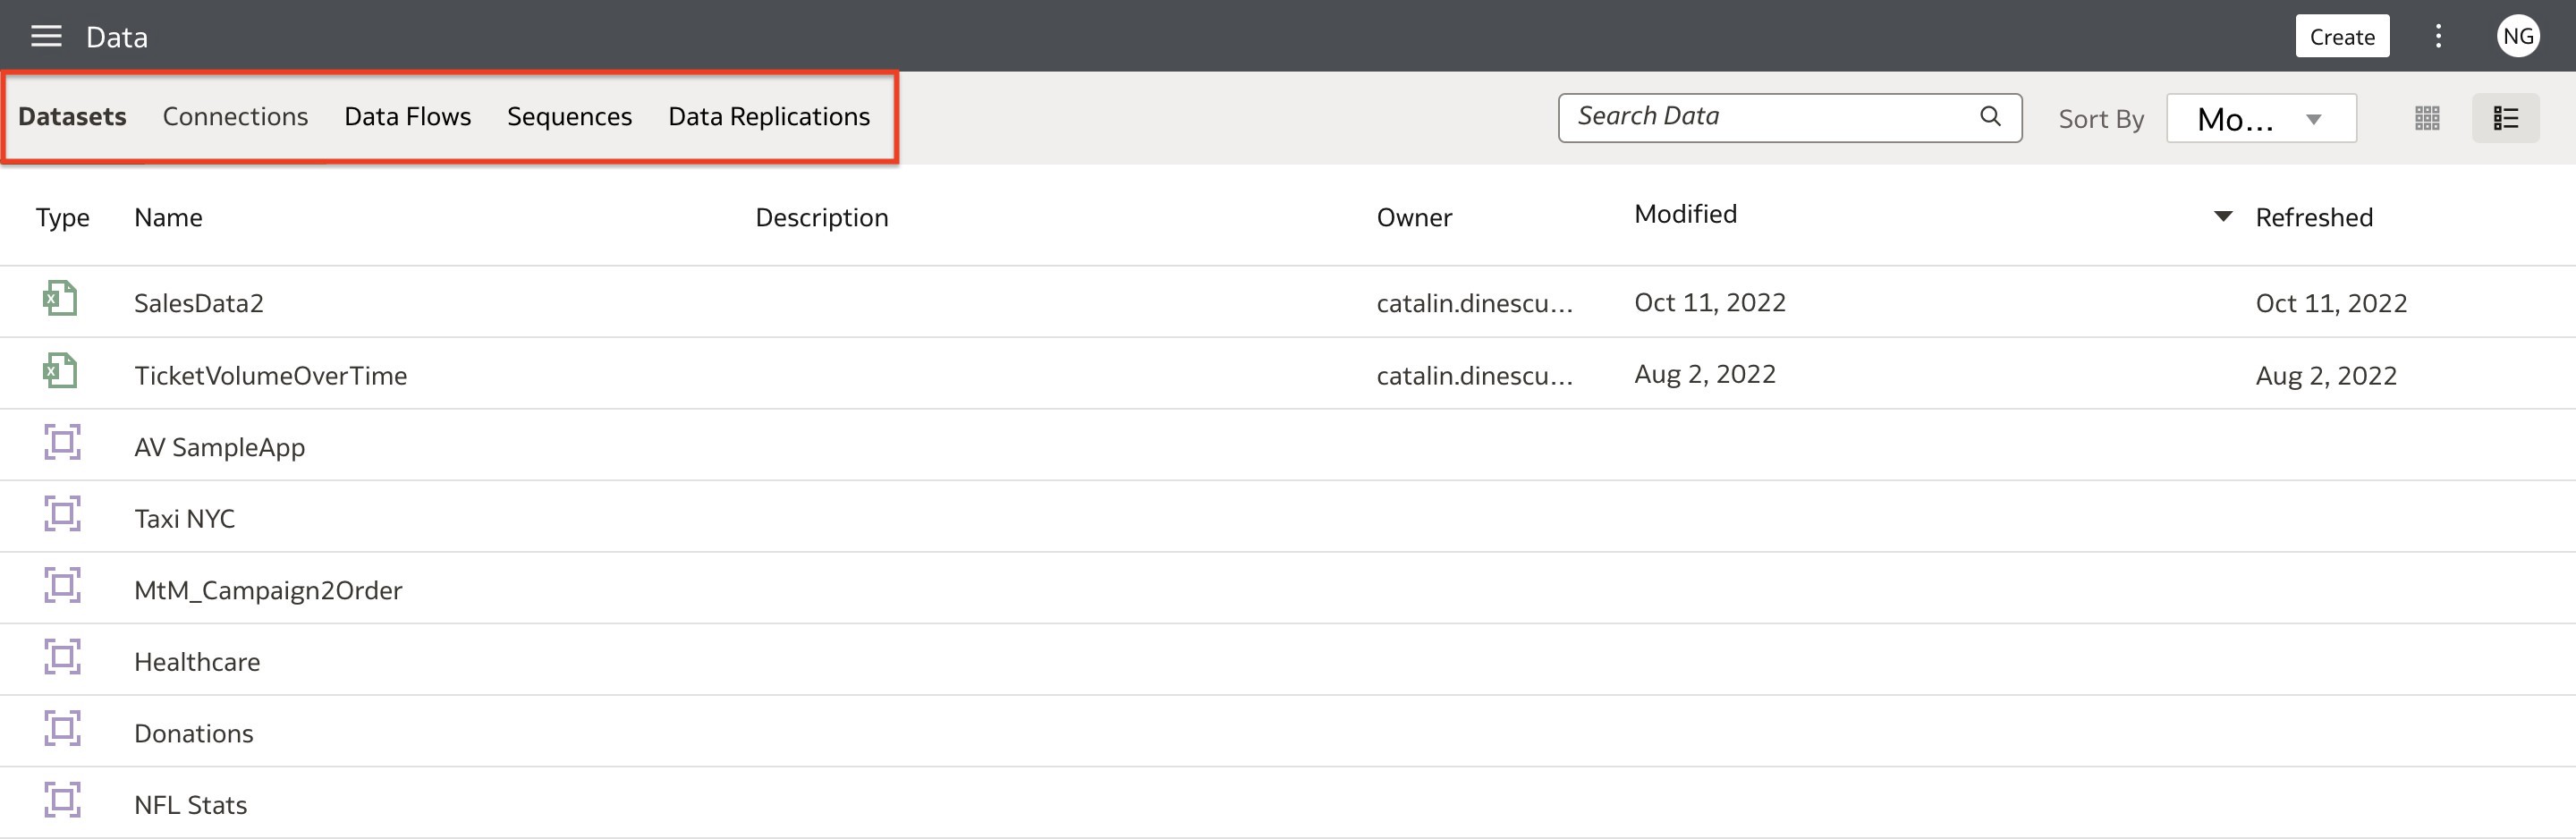 Data Create NG
Datasets Connections Data Flows Sequences Data Replications Search Data Sort By Mo...
Type Name Description Owner Modified Refreshed
SalesData2 catalin.dinescu... Oct 11, 2022 Oct 11, 2022
TicketVolumeOverTime catalin.dinescu... Aug 2, 2022 Aug 2, 2022
AV SampleApp
Taxi NYC
MtM_Campaign2Order
Healthcare
Donations
NFL Stats